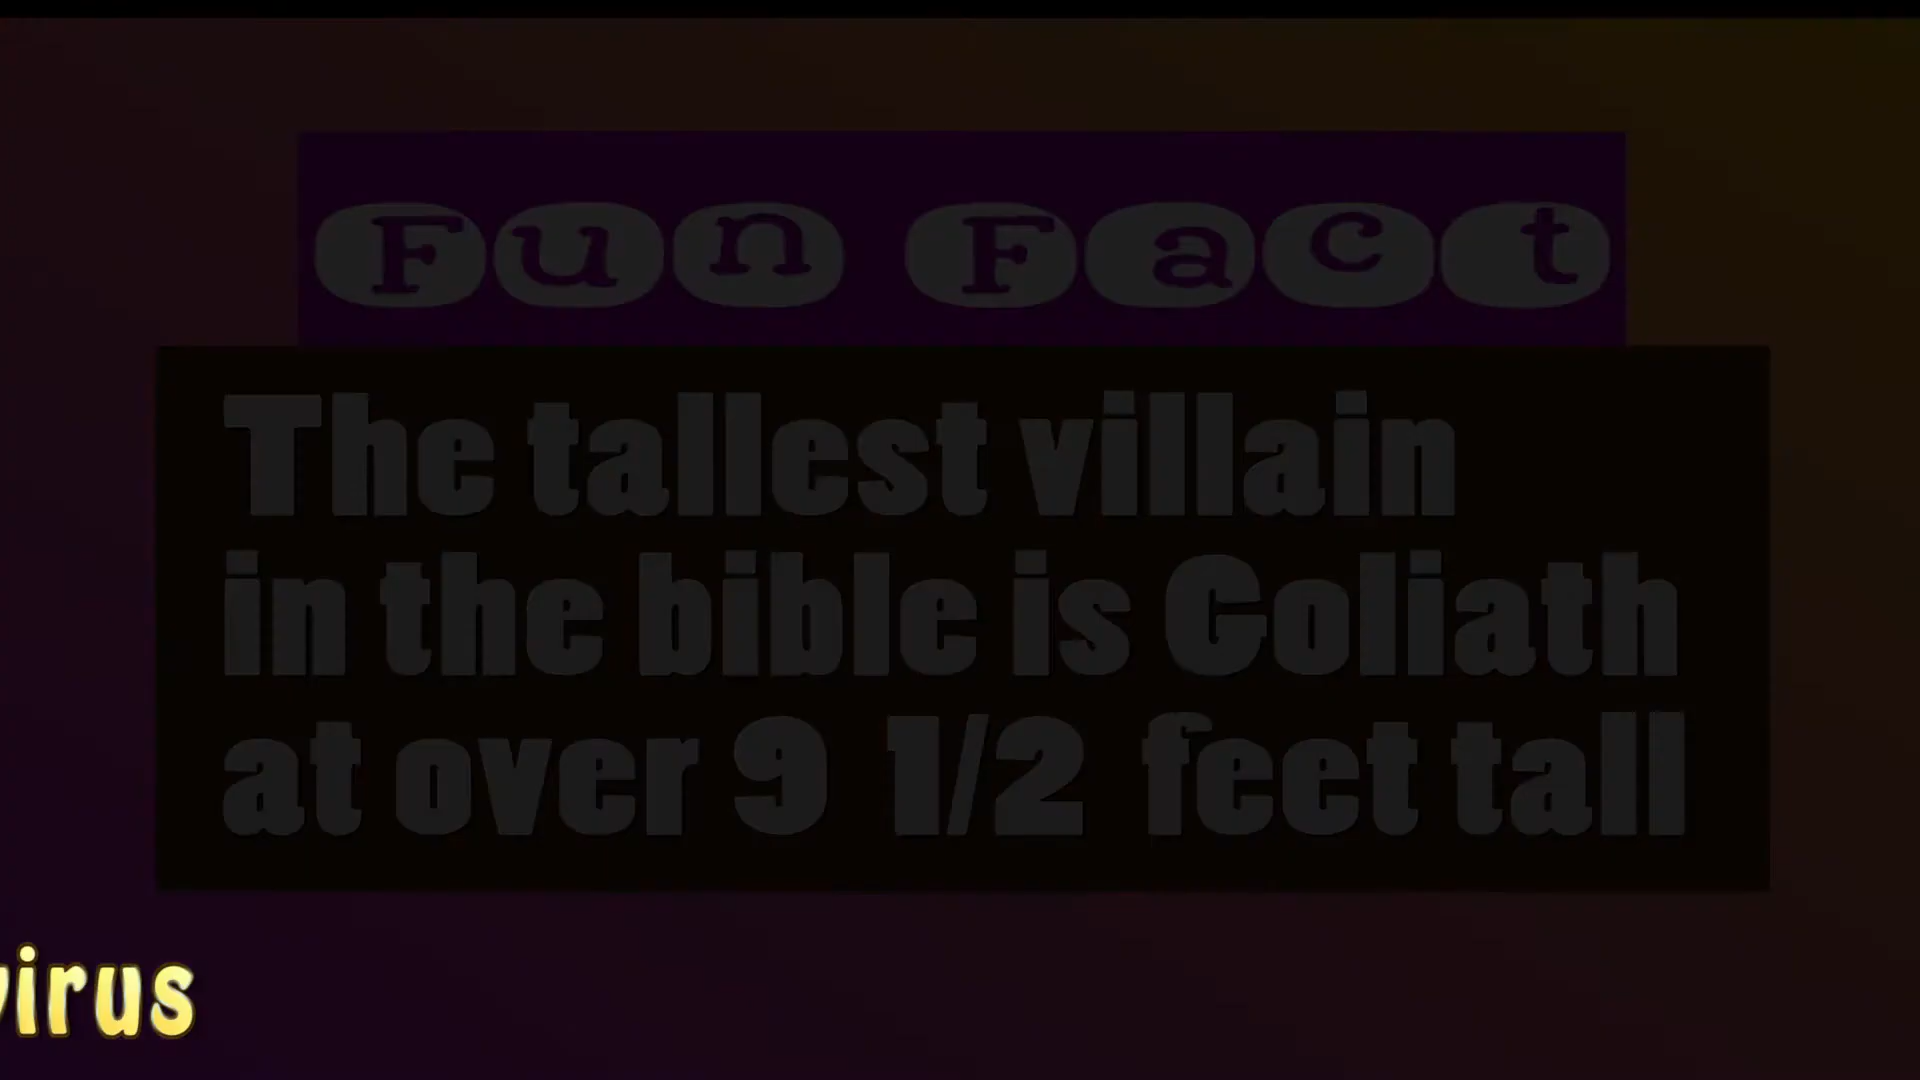 Fun Fact
The tallest villain
in the bible is Goliath
at over 9 1/2 feet tall
virus